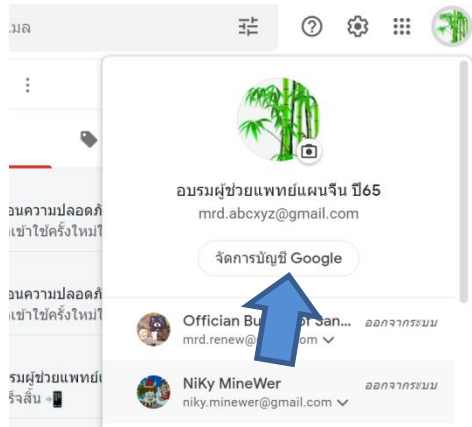 เมล
อบรมผู้ช่วยแพทย์แผนจีน ปี65
mrd.abcxyz@gmail.com
จัดการบัญชี Google
อนความปลอดภั
เข้าใช้ครั้งใหม่ใ
Offician Bu of San... ออกจากระบบ
mrd.renew@ om
อนความปลอดภั
เข้าใช้ครั้งใหม่ใ
NiKy MineWer ออกจากระบบ
niky.minewer@gmail.com
รมผู้ช่วยแพทย์
ร็จสิ้น